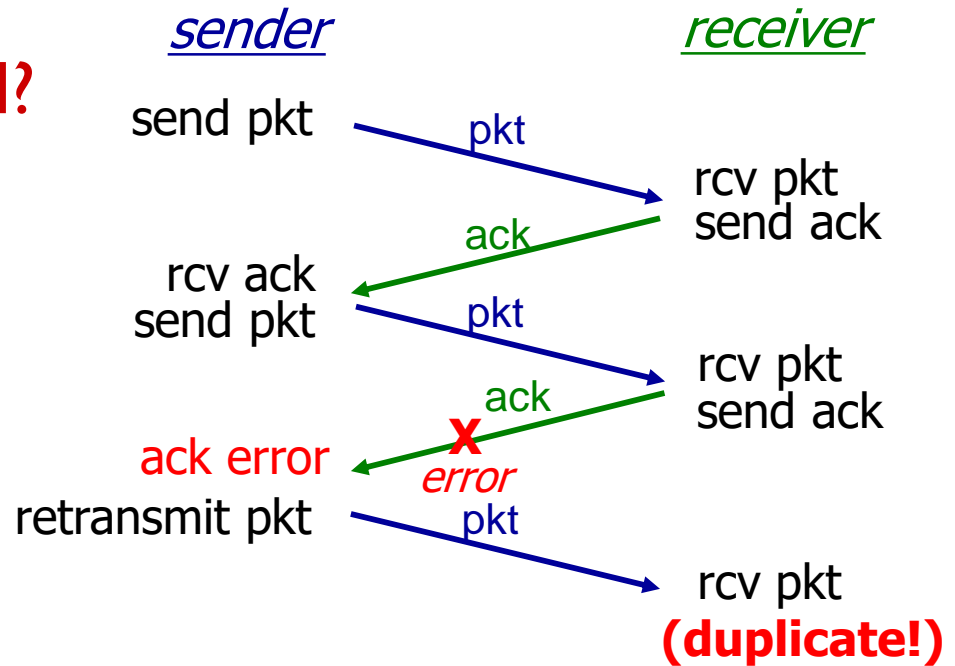 sender
receiver
d?
send pkt
pkt
rcv pkt
send ack
ack
rcv ack
send pkt
pkt
rcv pkt
send ack
ack
X
error
ack error
retransmit pkt
pkt
rcv pkt
(duplicate!)